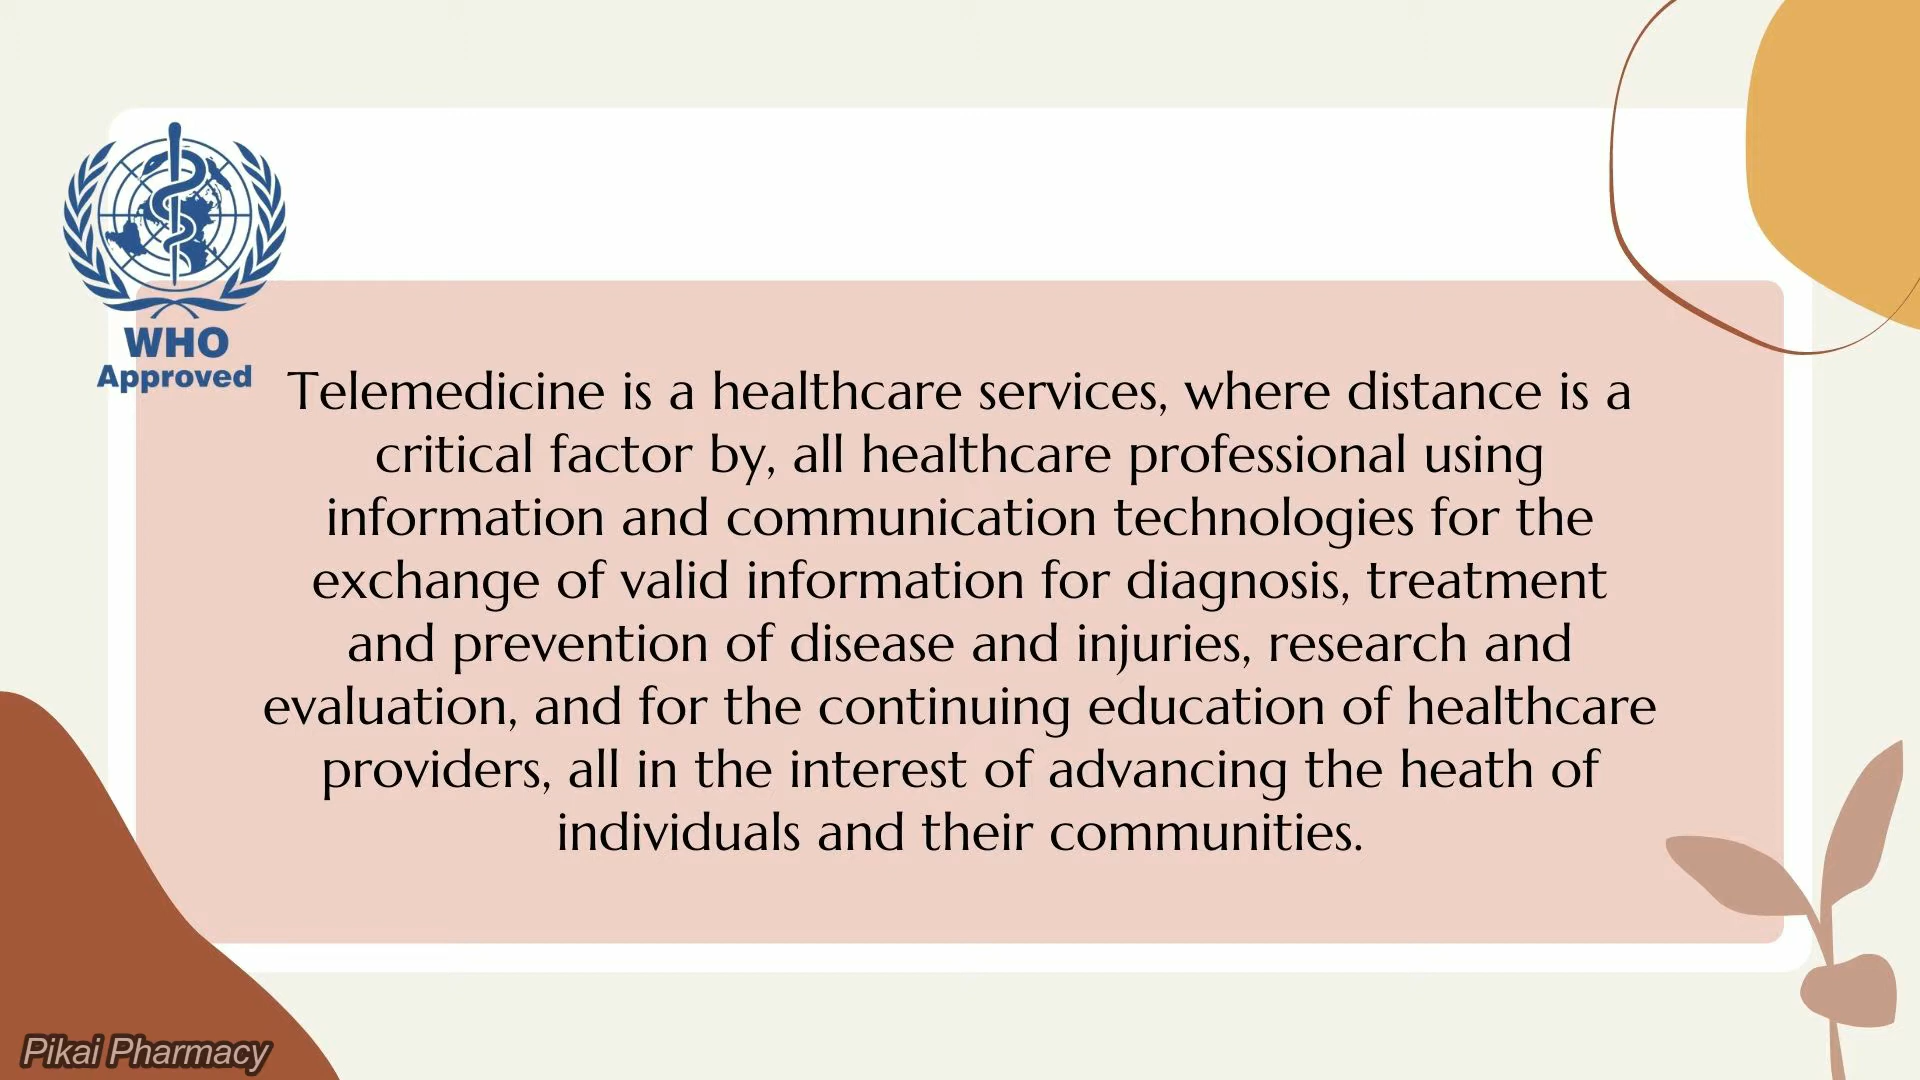 WHO
Approved
Telemedicine is a healthcare services, where distance is a
critical factor by, all healthcare professional using
information and communication technologies for the
exchange of valid information for diagnosis, treatment
and prevention of disease and injuries, research and
evaluation, and for the continuing education of healthcare
providers, all in the interest of advancing the heath of
individuals and their communities.
Pikai Pharmacy